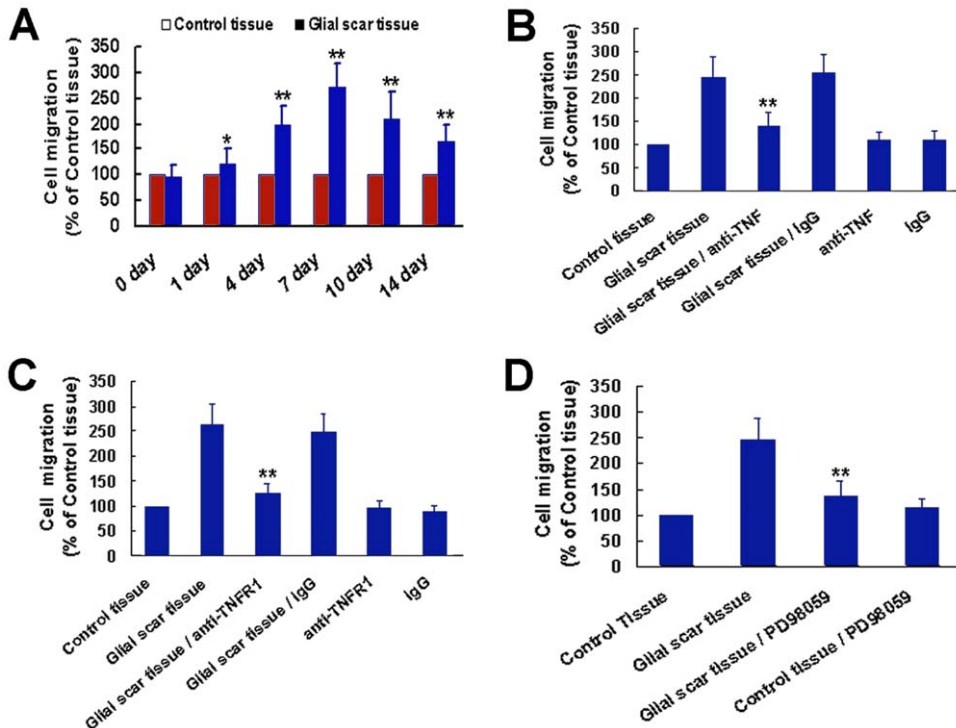 A
Control tissue Glial scar tissue
Cell migration
(% of Control tissue)
350
300
250
200
150
100
50
0
* ** ** ** **
0 day 1 day 4 day 7 day 10 day 14 day
B
Cell migration
(% of Control tissue)
350
300
250
200
150
100
50
0
**
Control tissue
Glial scar tissue
Glial scar tissue / anti-TNF
Glial scar tissue / IgG
anti-TNF
IgG
C
Cell migration
(% of Control tissue)
350
300
250
200
150
100
50
0
**
Control tissue
Glial scar tissue
Glial scar tissue / anti-TNFR1
Glial scar tissue / IgG
anti-TNFR1
IgG
D
Cell migration
(% of Control tissue)
350
300
250
200
150
100
50
0
**
Control Tissue
Glial scar tissue
Glial scar tissue / PD98059
Control tissue / PD98059